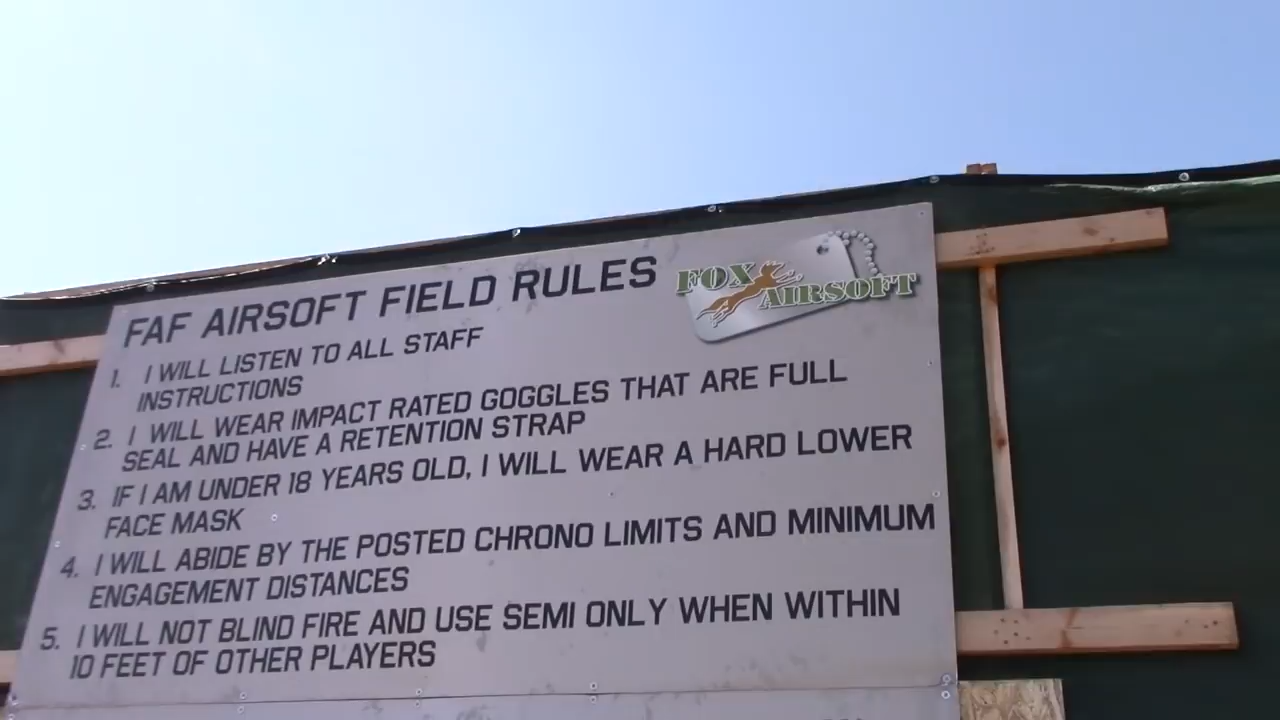 FAF AIRSOFT FIELD RULES
FOX
AIRSOFT
1. I WILL LISTEN TO ALL STAFF
INSTRUCTIONS
2. I WILL WEAR IMPACT RATED GOGGLES THAT ARE FULL
SEAL AND HAVE A RETENTION STRAP
3. IF I AM UNDER 18 YEARS OLD, I WILL WEAR A HARD LOWER
FACE MASK
4. I WILL ABIDE BY THE POSTED CHRONO LIMITS AND MINIMUM
ENGAGEMENT DISTANCES
5. I WILL NOT BLIND FIRE AND USE SEMI ONLY WHEN WITHIN
10 FEET OF OTHER PLAYERS